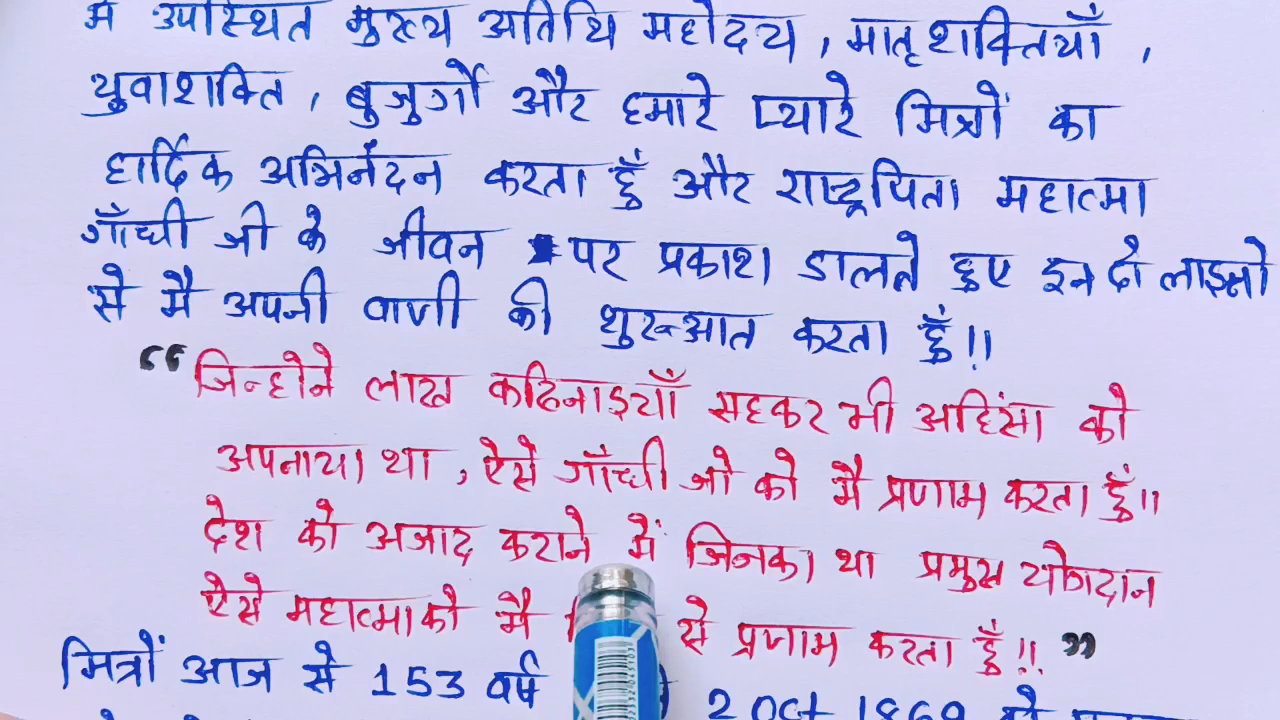 में उपस्थित मुख्य अतिथि महोदय, मातृशक्तियाँ,
युवाशक्ति, बुजुर्गो और हमारे प्यारे मित्रों का
हार्दिक अभिनंदन करता हूँ और राष्ट्रपिता महात्मा
गाँधी जी के जीवन पर प्रकाश डालते हुए इन दो लाइनो
से मै अपनी वाणी की शुरूआत करता हूँ!!
“जिन्होने लाख कठिनाइयाँ सहकर भी अहिंसा को
अपनाया था, ऐसे गाँधी जी को मै प्रणाम करता हूँ॥
देश को अजाद कराने में जिनका था प्रमुख योगदान
ऐसे महात्मा को मै से प्रणाम करता हूँ!!”
मित्रों आज से 153 वर्ष 2 Oct 1869